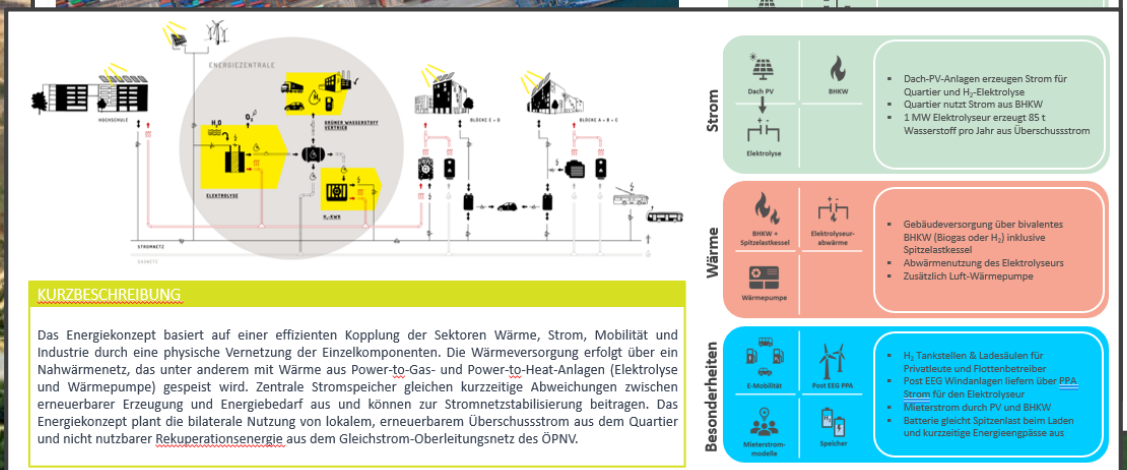 ENERGIEZENTRALE
HOCHSCHULE
H₂O
O₂
H₂
GRÜNER WASSERSTOFF
VERTRIEB
ELEKTROLYSE
H₂-KWK
BLÖCKE C + D
BLÖCKE A + B + C
STROMNETZ
GASNETZ
KURZBESCHREIBUNG
Das Energiekonzept basiert auf einer effizienten Kopplung der Sektoren Wärme, Strom, Mobilität und
Industrie durch eine physische Vernetzung der Einzelkomponenten. Die Wärmeversorgung erfolgt über ein
Nahwärmenetz, das unter anderem mit Wärme aus Power-to-Gas- und Power-to-Heat-Anlagen (Elektrolyse
und Wärmepumpe) gespeist wird. Zentrale Stromspeicher gleichen kurzzeitige Abweichungen zwischen
erneuerbarer Erzeugung und Energiebedarf aus und können zur Stromnetzstabilisierung beitragen. Das
Energiekonzept plant die bilaterale Nutzung von lokalem, erneuerbarem Überschussstrom aus dem Quartier
und nicht nutzbarer Rekuperationsenergie aus dem Gleichstrom-Oberleitungsnetz des ÖPNV.
Strom
Dach PV
BHKW
Elektrolyse
▪ Dach-PV-Anlagen erzeugen Strom für
Quartier und H₂-Elektrolyse
▪ Quartier nutzt Strom aus BHKW
▪ 1 MW Elektrolyseur erzeugt 85 t
Wasserstoff pro Jahr aus Überschussstrom
Wärme
BHKW +
Spitzelastkessel
Elektrolyseur-
abwärme
Wärmepumpe
▪ Gebäudeversorgung über bivalentes
BHKW (Biogas oder H₂) inklusive
Spitzelastkessel
▪ Abwärmenutzung des Elektrolyseurs
▪ Zusätzlich Luft-Wärmepumpe
Besonderheiten
E-Mobilität
Post EEG PPA
Mieterstrom-
modelle
Speicher
▪ H₂ Tankstellen & Ladesäulen für
Privatleute und Flottenbetreiber
▪ Post EEG Windanlagen liefern über PPA
Strom für den Elektrolyseur
▪ Mieterstrom durch PV und BHKW
▪ Batterie gleicht Spitzenlast beim Laden
und kurzzeitige Energieengpässe aus